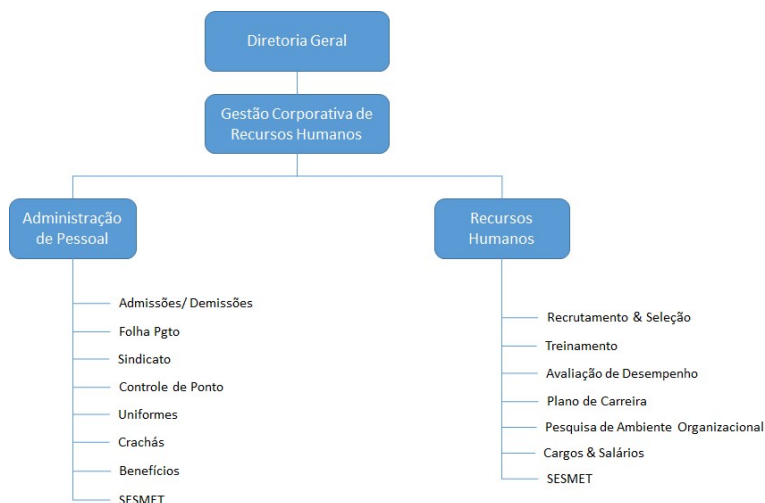 Diretoria Geral
Gestão Corporativa de
Recursos Humanos
Administração
de Pessoal
Admissões/ Demissões
Folha Pgto
Sindicato
Controle de Ponto
Uniformes
Crachás
Benefícios
SESMET
Recursos
Humanos
Recrutamento & Seleção
Treinamento
Avaliação de Desempenho
Plano de Carreira
Pesquisa de Ambiente Organizacional
Cargos & Salários
SESMET